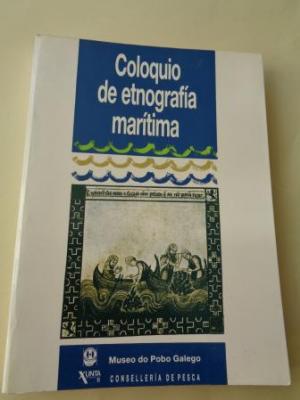 Coloquio
de etnografía
marítima
Museo do Pobo Galego
XUNTA
CONSELLERÍA DE PESCA